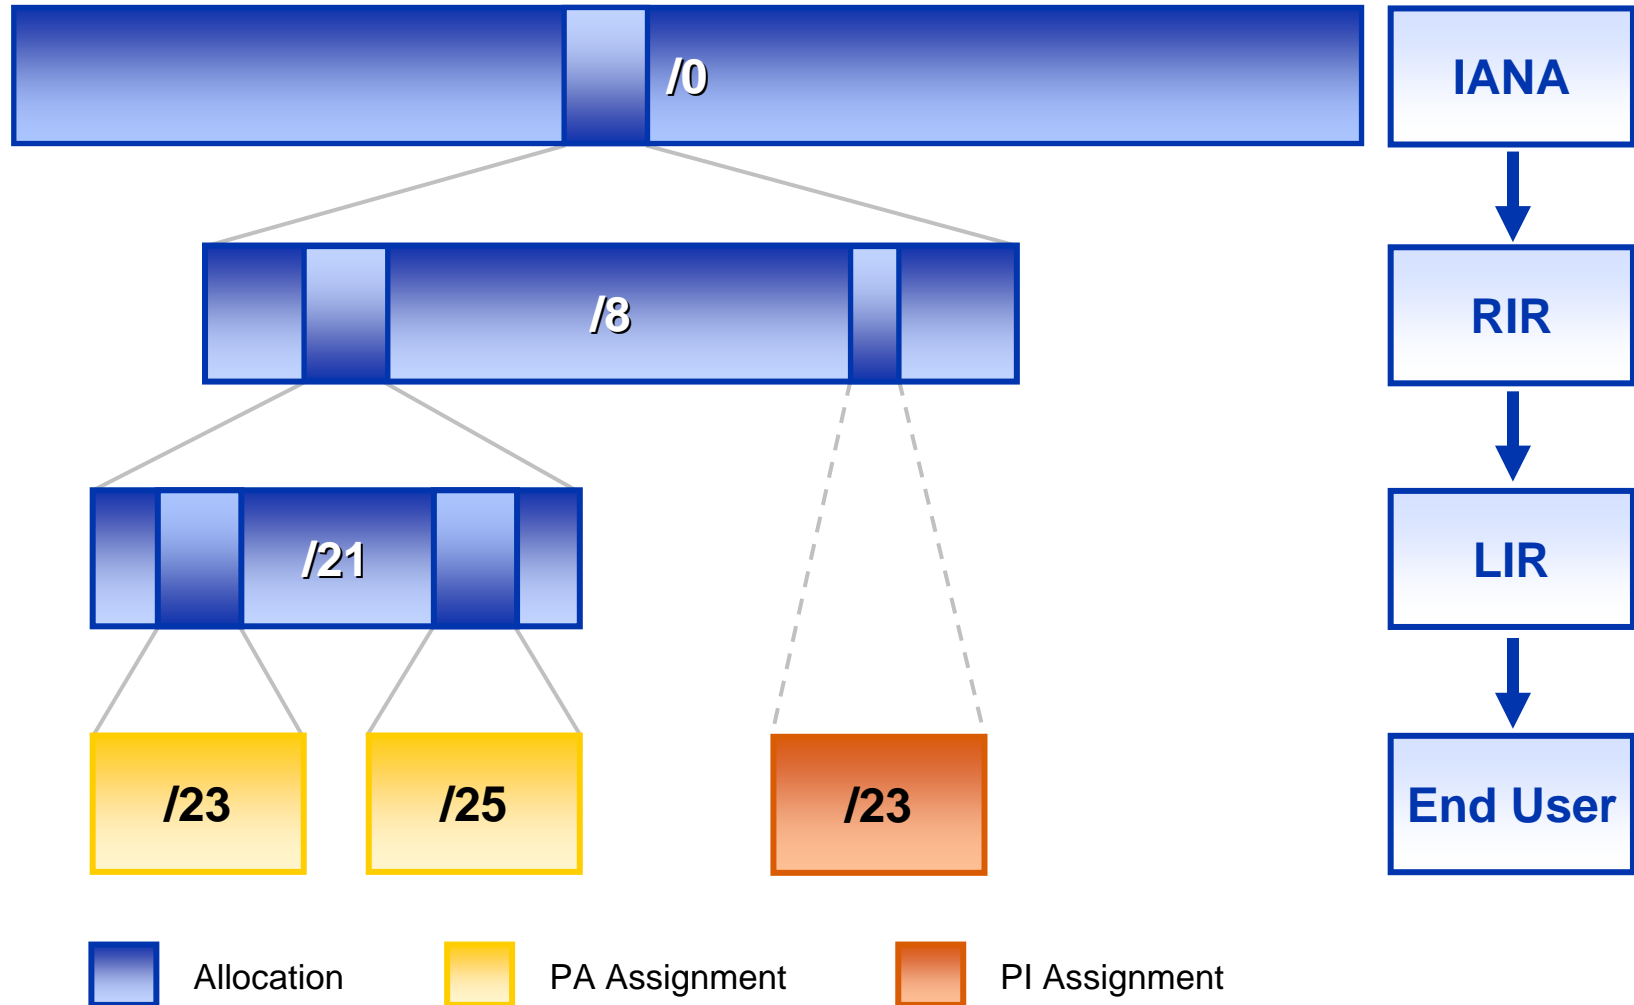 /0
IANA
/8
RIR
/21
LIR
/23
/25
/23
End User
Allocation
PA Assignment
PI Assignment